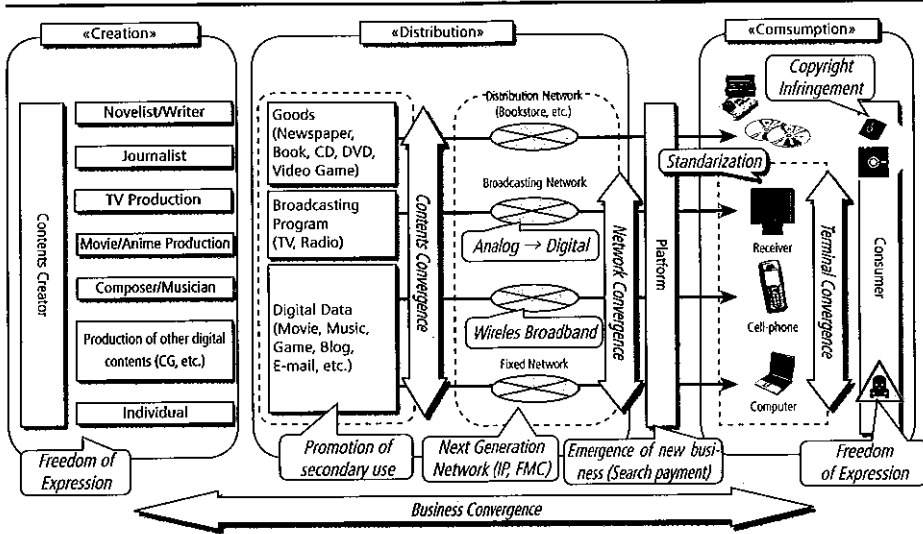 «Creation»
Contents Creator
Novelist/Writer
Journalist
TV Production
Movie/Anime Production
Composer/Musician
Production of other digital
contents (CG, etc.)
Individual
Freedom of
Expression
«Distribution»
Goods
(Newspaper,
Book, CD, DVD,
Video Game)
Broadcasting
Program
(TV, Radio)
Digital Data
(Movie, Music,
Game, Blog,
E-mail, etc.)
Promotion of
secondary use
Contents Convergence
Distribution Network
(Bookstore, etc.)
Broadcasting Network
Analog → Digital
Wireles Broadband
Fixed Network
Next Generation
Network (IP, FMC)
Network Convergence
Platform
Emergence of new busi-
ness (Search payment)
«Comsumption»
Copyright
Infringement
Standarization
Receiver
Cell-phone
Computer
Terminal Convergence
Consumer
Freedom
of Expression
Business Convergence